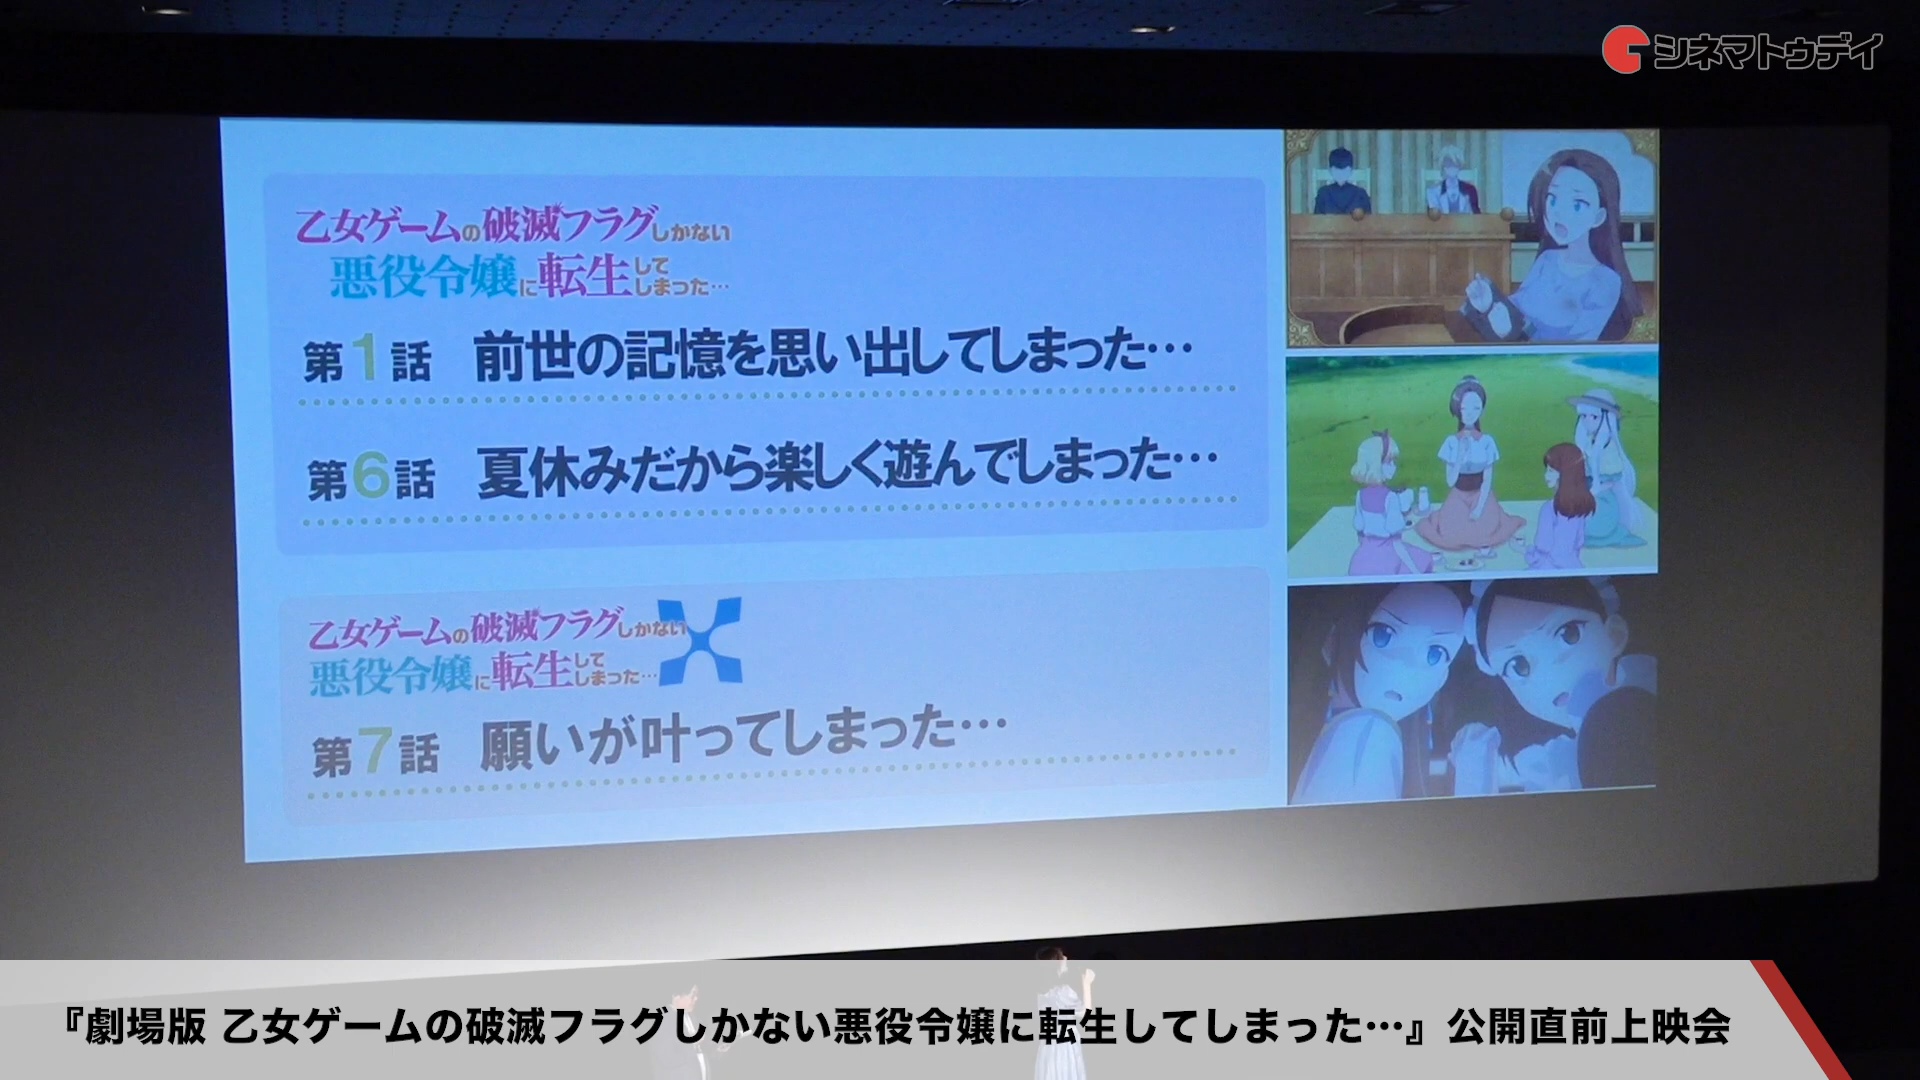 シネマトゥデイ
乙女ゲームの破滅フラグしかない
悪役令嬢に転生してしまった…
第1話 前世の記憶を思い出してしまった…
第6話 夏休みだから楽しく遊んでしまった…
乙女ゲームの破滅フラグしかない
悪役令嬢に転生してしまった…X
第7話 願いが叶ってしまった…
『劇場版 乙女ゲームの破滅フラグしかない悪役令嬢に転生してしまった…』公開直前上映会